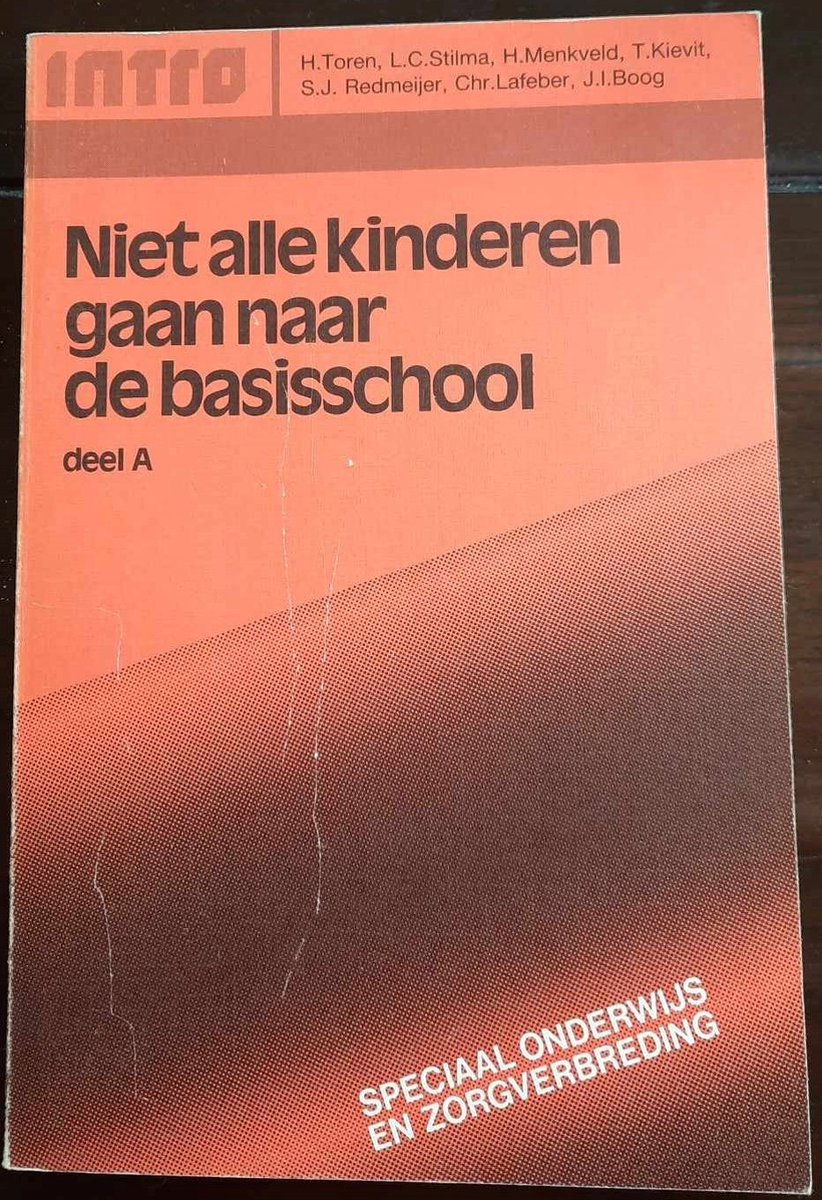 INTRO
H.Toren, L.C.Stilma, H.Menkveld, T.Kievit,
S.J. Redmeijer, Chr.Lafeber, J.I.Boog
Niet alle kinderen
gaan naar
de basisschool
deel A
SPECIAAL ONDERWIJS
EN ZORGVERBREDING